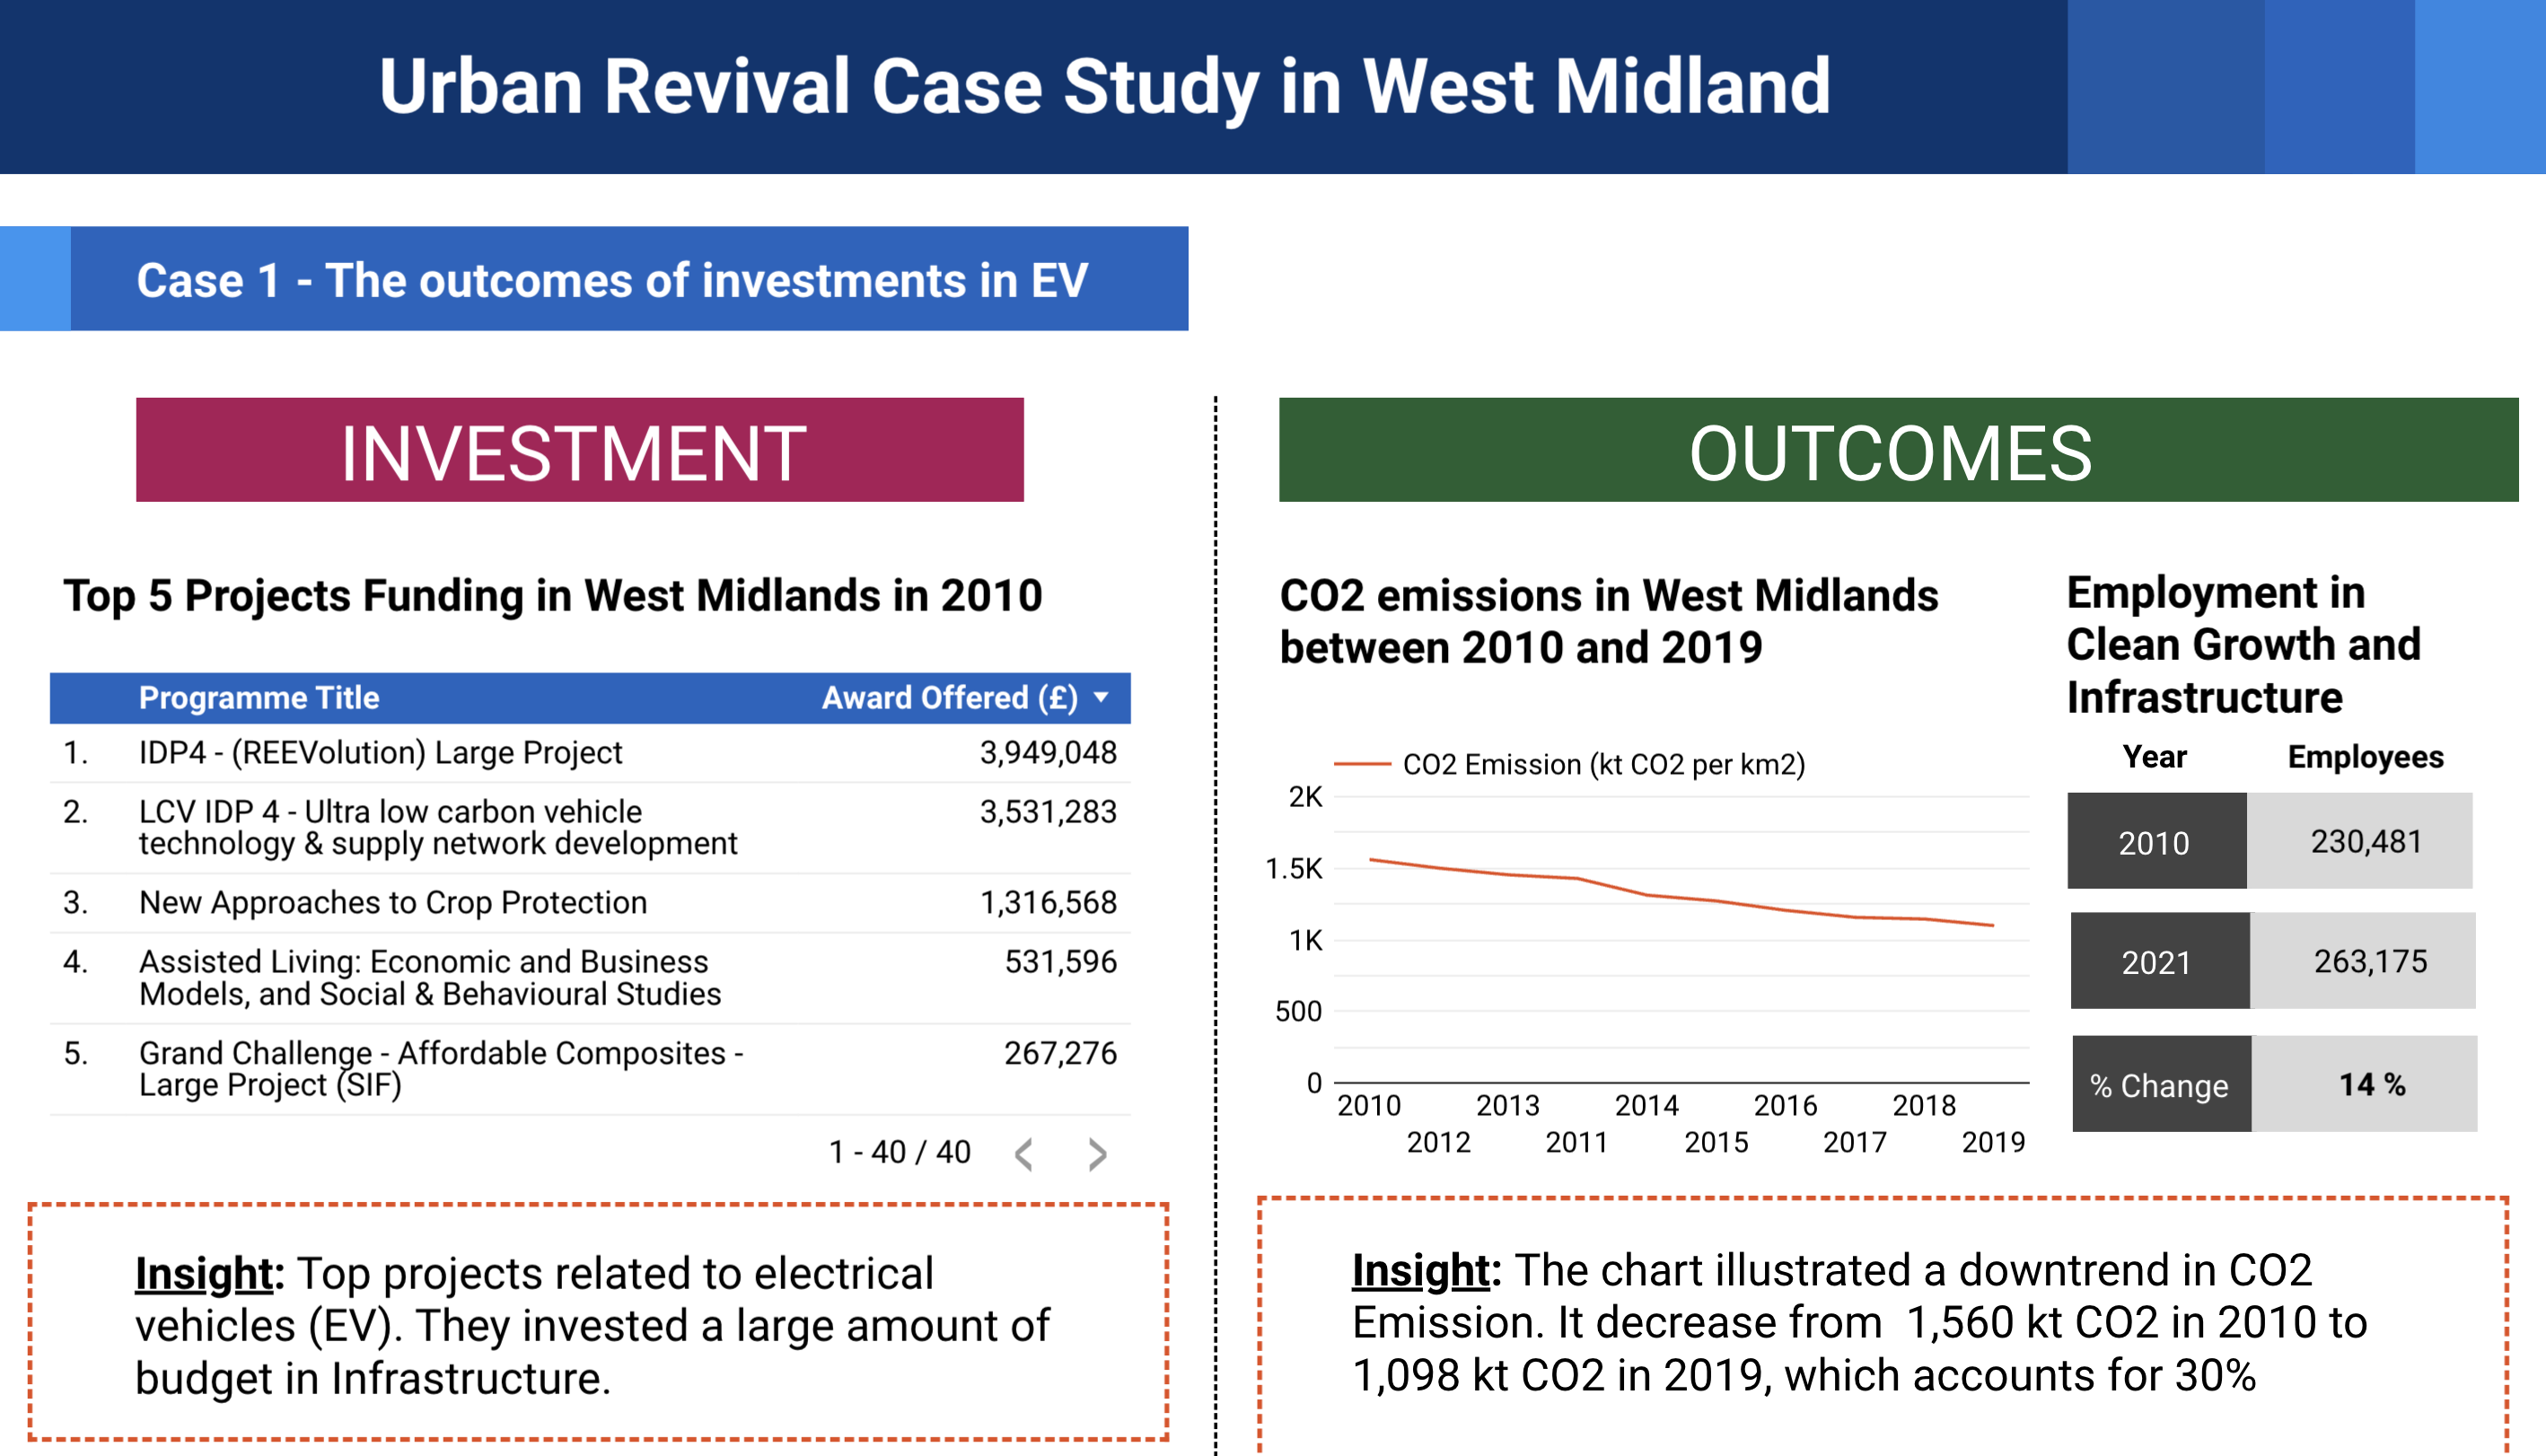 Urban Revival Case Study in West Midland
Case 1 - The outcomes of investments in EV
INVESTMENT
Top 5 Projects Funding in West Midlands in 2010
Programme Title Award Offered (£)
1. IDP4 - (REEVolution) Large Project 3,949,048
2. LCV IDP 4 - Ultra low carbon vehicle 3,531,283
technology & supply network development
3. New Approaches to Crop Protection 1,316,568
4. Assisted Living: Economic and Business 531,596
Models, and Social & Behavioural Studies
5. Grand Challenge - Affordable Composites - 267,276
Large Project (SIF)
1 - 40 / 40
Insight: Top projects related to electrical
vehicles (EV). They invested a large amount of
budget in Infrastructure.
OUTCOMES
CO2 emissions in West Midlands
between 2010 and 2019
CO2 Emission (kt CO2 per km2)
2K
1.5K
1K
500
0
2010 2013 2014 2016 2018
2012 2011 2015 2017 2019
Employment in
Clean Growth and
Infrastructure
Year Employees
2010 230,481
2021 263,175
% Change 14 %
Insight: The chart illustrated a downtrend in CO2
Emission. It decrease from 1,560 kt CO2 in 2010 to
1,098 kt CO2 in 2019, which accounts for 30%